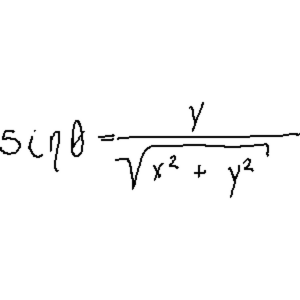 sinθ = y / √(x² + y²)